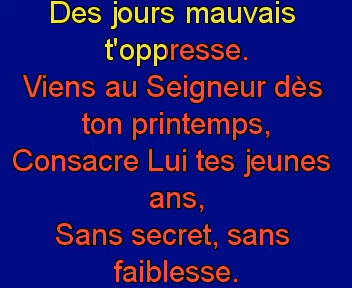 Des jours mauvais
t'oppresse.
Viens au Seigneur dès
ton printemps,
Consacre Lui tes jeunes
ans,
Sans secret, sans
faiblesse.